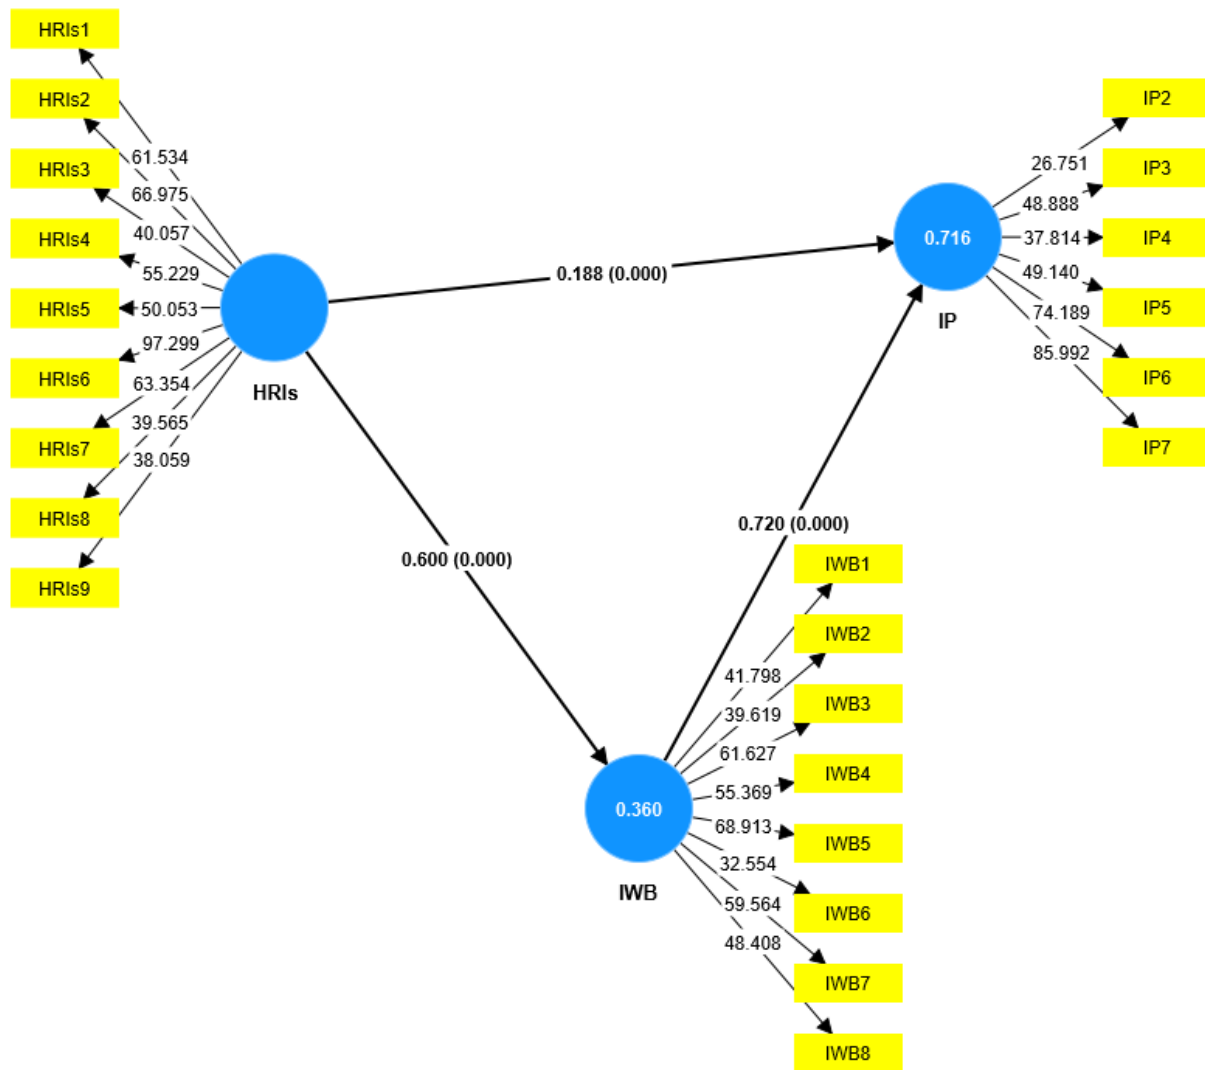 HRIs1
HRIs2
HRIs3
HRIs4
HRIs5
HRIs6
HRIs7
HRIs8
HRIs9
61.534
66.975
40.057
55.229
50.053
97.299
63.354
39.565
38.059
HRIs
0.188 (0.000)
0.600 (0.000)
0.720 (0.000)
0.716
IP
26.751
48.888
37.814
49.140
74.189
85.992
IP2
IP3
IP4
IP5
IP6
IP7
0.360
IWB
41.798
39.619
61.627
55.369
68.913
32.554
59.564
48.408
IWB1
IWB2
IWB3
IWB4
IWB5
IWB6
IWB7
IWB8